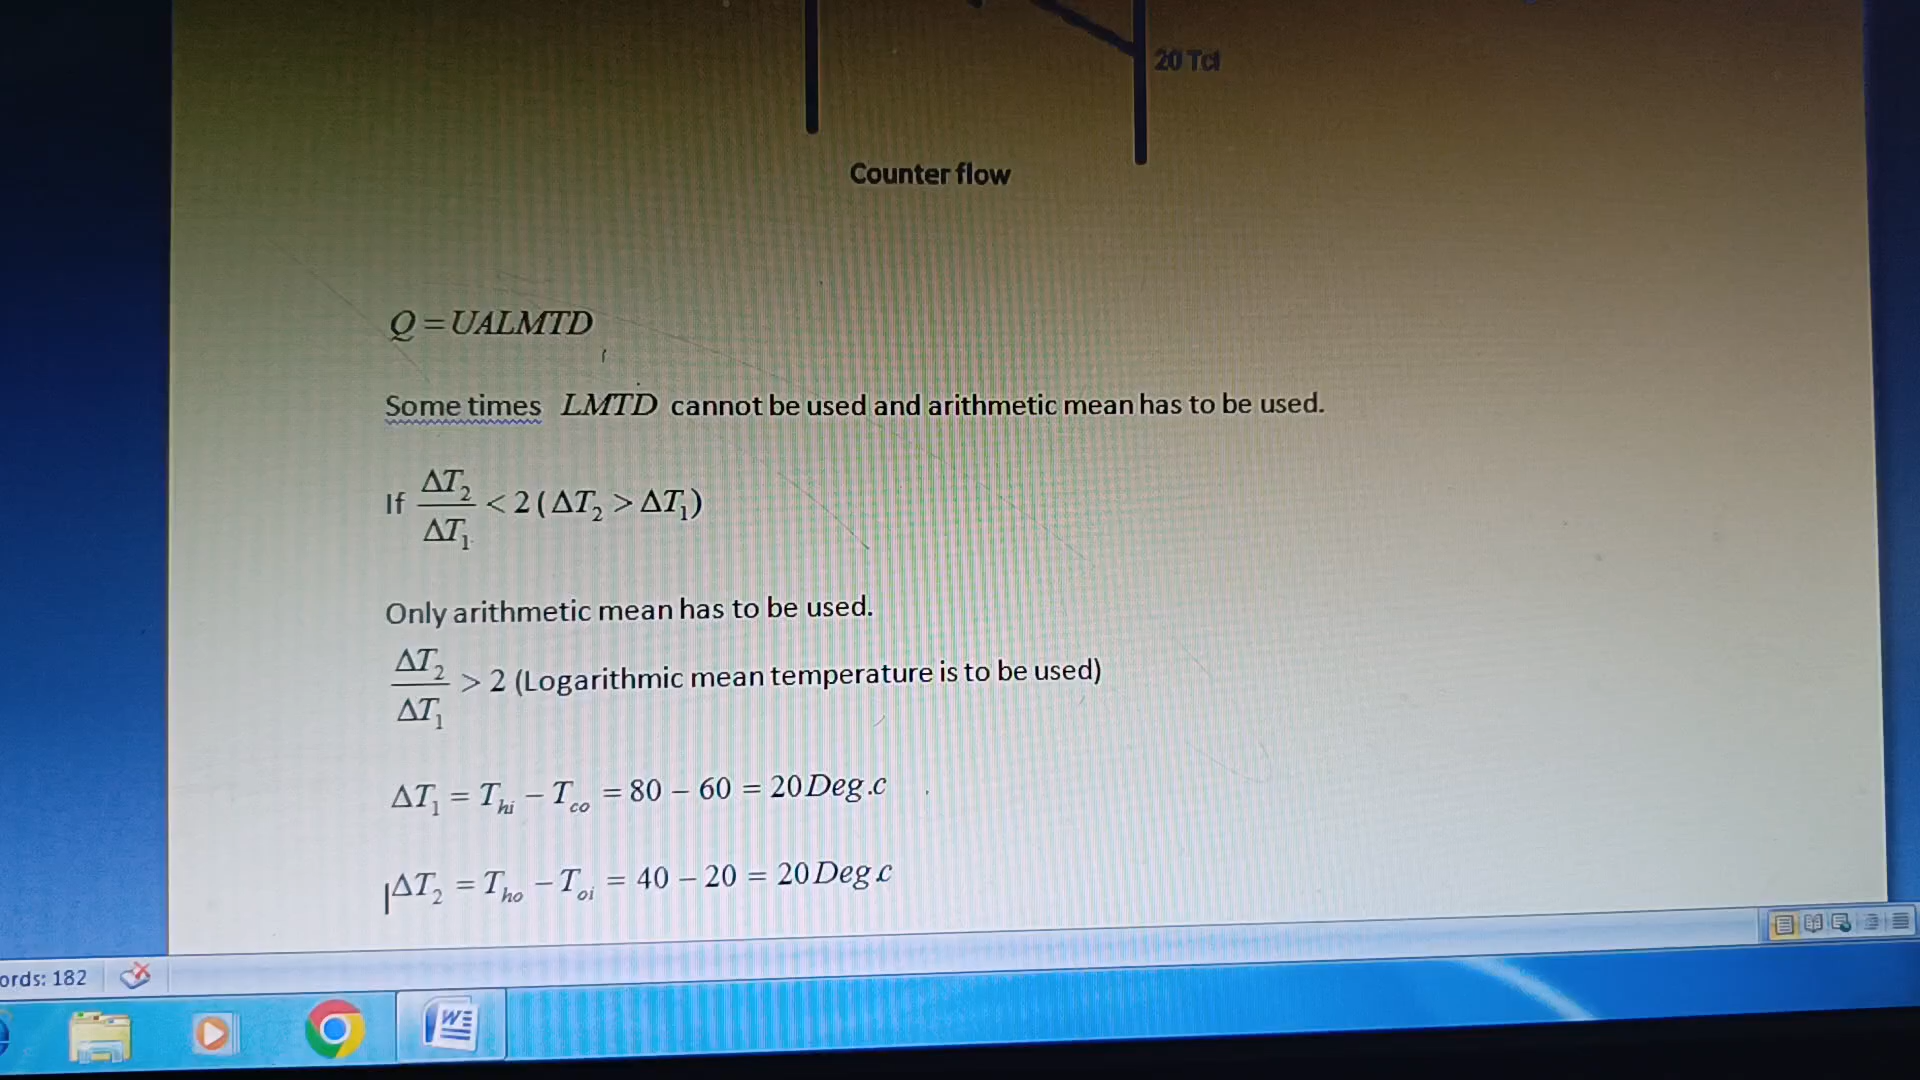 20 Tci
Counter flow
Q = UALMTD
Some times LMTD cannot be used and arithmetic mean has to be used.
If ΔT₂/ΔT₁ < 2 (ΔT₂ > ΔT₁)
Only arithmetic mean has to be used.
ΔT₂/ΔT₁ > 2 (Logarithmic mean temperature is to be used)
ΔT₁ = Thi − Tco = 80 − 60 = 20 Deg.c
ΔT₂ = Tho − Toi = 40 − 20 = 20 Deg.c
ords: 182